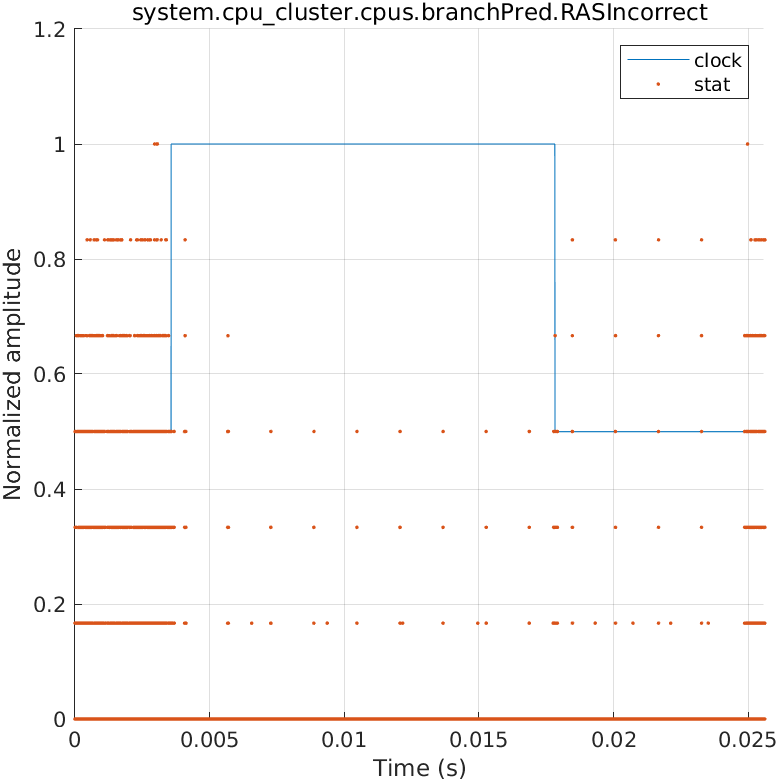 system.cpu_cluster.cpus.branchPred.RASIncorrect
1.2
1
0.8
0.6
0.4
0.2
0
Normalized amplitude
clock
stat
0 0.005 0.01 0.015 0.02 0.025
Time (s)